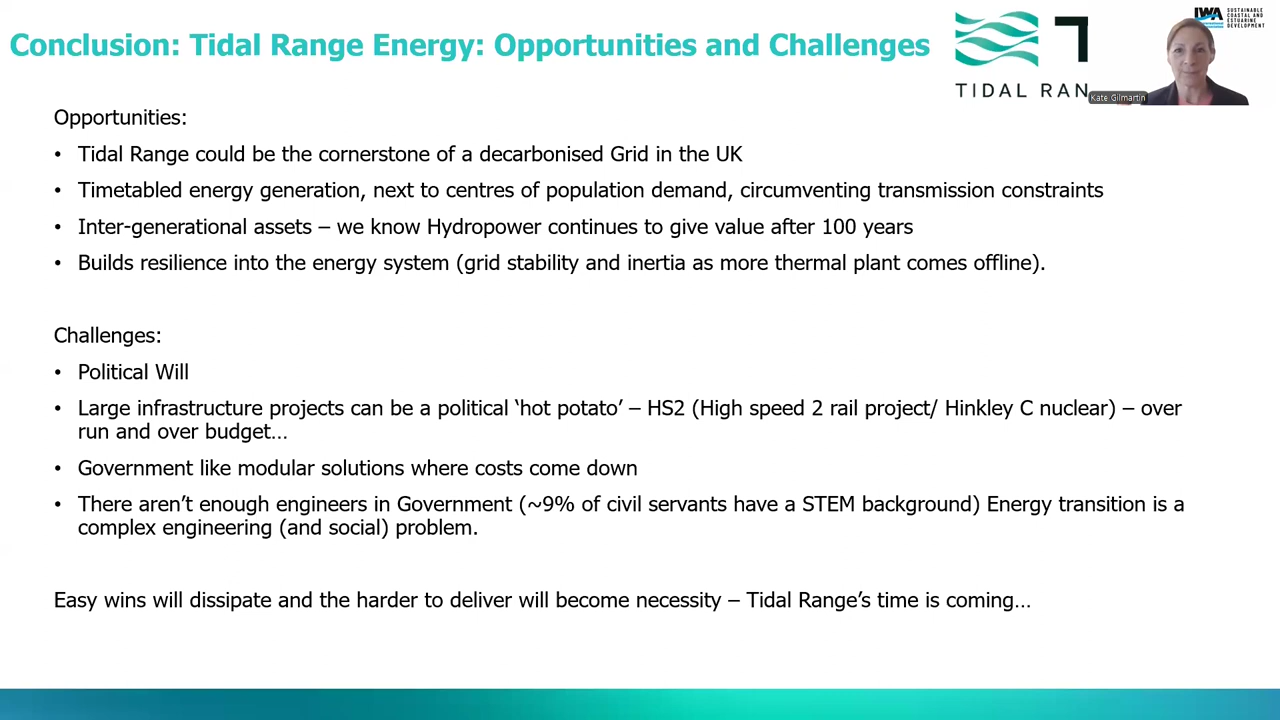 Conclusion: Tidal Range Energy: Opportunities and Challenges
IWA
SUSTAINABLE
COASTAL AND
ESTUARINE
DEVELOPMENT
TIDAL RAN
Kate Gilmartin
Opportunities:
• Tidal Range could be the cornerstone of a decarbonised Grid in the UK
• Timetabled energy generation, next to centres of population demand, circumventing transmission constraints
• Inter-generational assets – we know Hydropower continues to give value after 100 years
• Builds resilience into the energy system (grid stability and inertia as more thermal plant comes offline).
Challenges:
• Political Will
• Large infrastructure projects can be a political ‘hot potato’ – HS2 (High speed 2 rail project/ Hinkley C nuclear) – over
run and over budget…
• Government like modular solutions where costs come down
• There aren’t enough engineers in Government (~9% of civil servants have a STEM background) Energy transition is a
complex engineering (and social) problem.
Easy wins will dissipate and the harder to deliver will become necessity – Tidal Range’s time is coming…